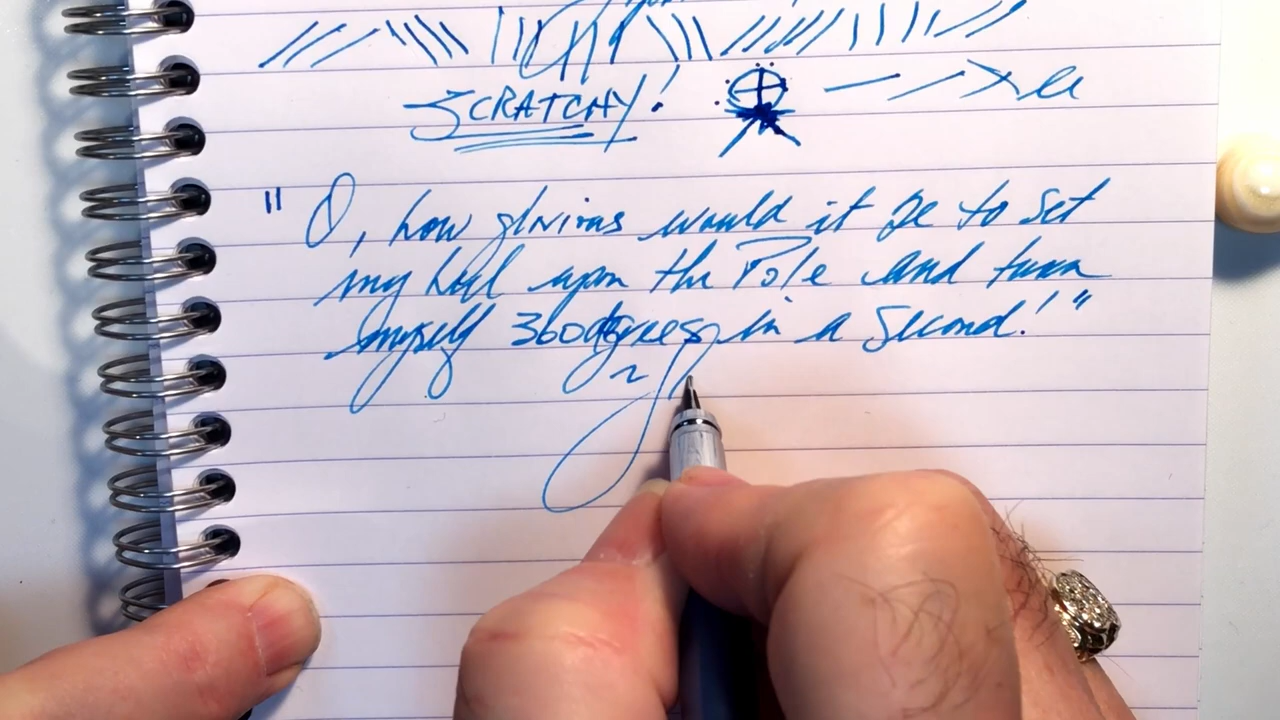 SCRATCHY!
" O, how glorious would it be to set
my heel upon the Pole and turn
myself 360 degrees in a Second! "
~